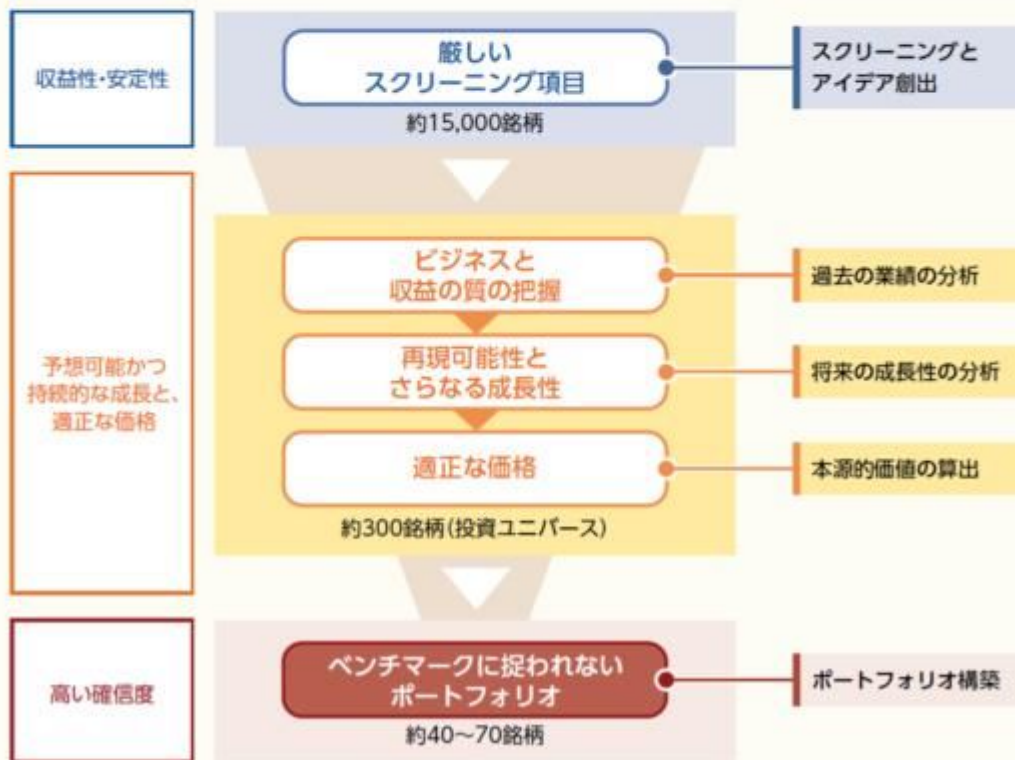 収益性・安定性
厳しい
スクリーニング項目
約15,000銘柄
スクリーニングと
アイデア創出
予想可能かつ
持続的な成長と、
適正な価格
ビジネスと
収益の質の把握
過去の業績の分析
再現可能性と
さらなる成長性
将来の成長性の分析
適正な価格
本源的価値の算出
約300銘柄(投資ユニバース)
高い確信度
ベンチマークに捉われない
ポートフォリオ
約40〜70銘柄
ポートフォリオ構築